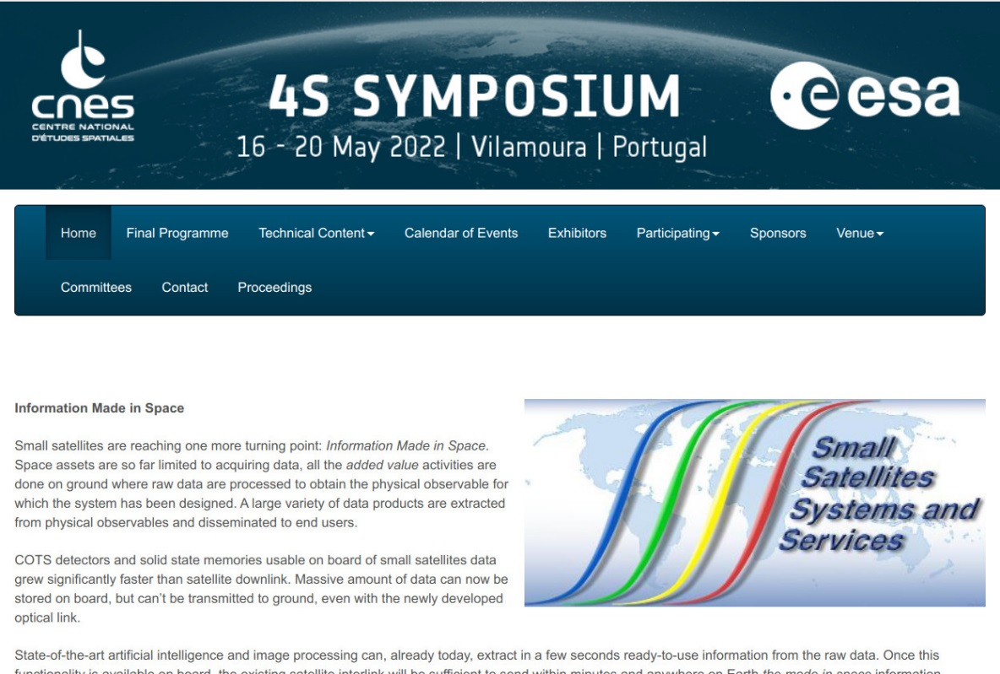 cnes
CENTRE NATIONAL
D'ÉTUDES SPATIALES
4S SYMPOSIUM
16 - 20 May 2022 | Vilamoura | Portugal
esa
Home Final Programme Technical Content Calendar of Events Exhibitors Participating Sponsors Venue
Committees Contact Proceedings
Information Made in Space
Small satellites are reaching one more turning point: Information Made in Space.
Space assets are so far limited to acquiring data, all the added value activities are
done on ground where raw data are processed to obtain the physical observable for
which the system has been designed. A large variety of data products are extracted
from physical observables and disseminated to end users.
COTS detectors and solid state memories usable on board of small satellites data
grew significantly faster than satellite downlink. Massive amount of data can now be
stored on board, but can't be transmitted to ground, even with the newly developed
optical link.
Small
Satellites
Systems and
Services
State-of-the-art artificial intelligence and image processing can, already today, extract in a few seconds ready-to-use information from the raw data. Once this
functionality is available on board, the existing satellite interlink will be sufficient to send within minutes and anywhere on Earth the made in space information